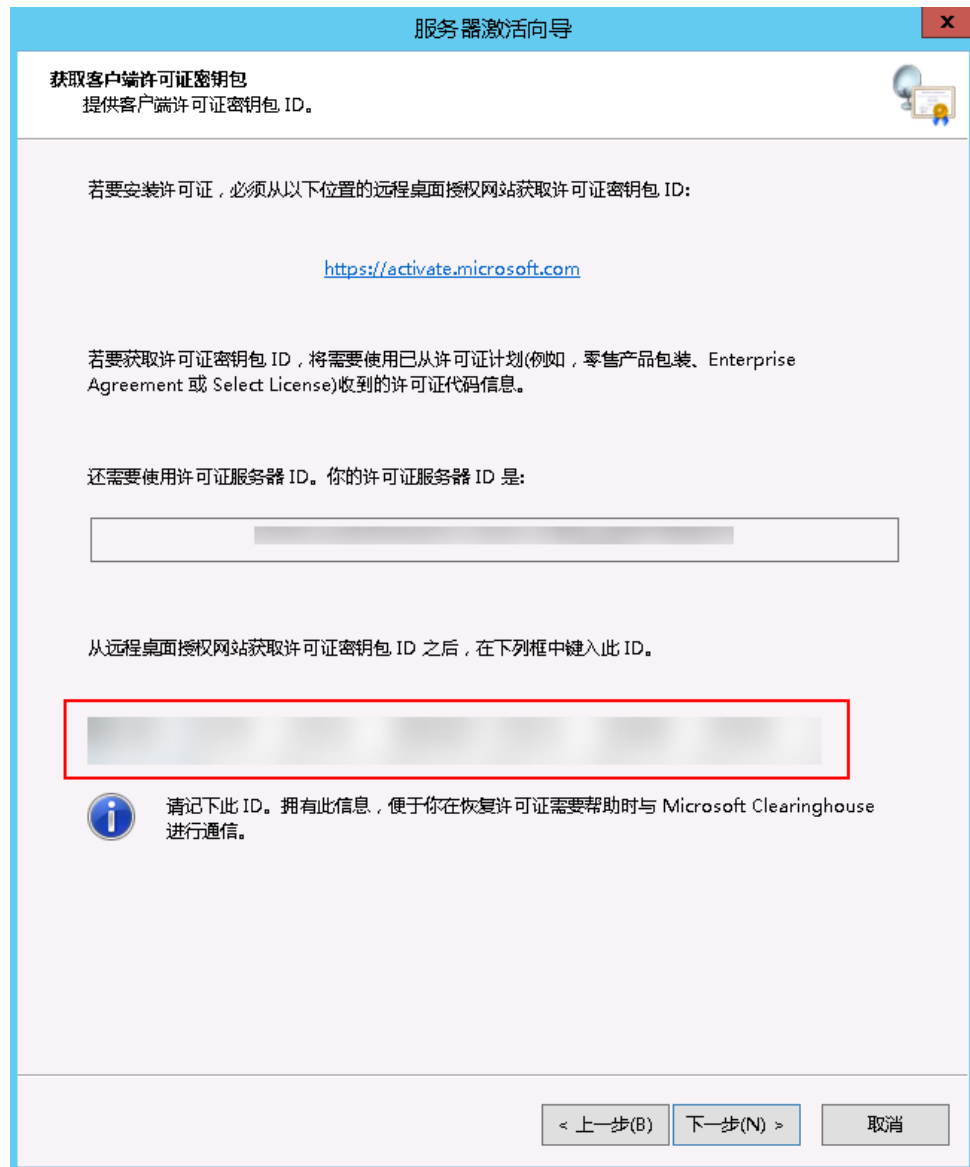 服务器激活向导
x
获取客户端许可证密钥包
提供客户端许可证密钥包 ID。
若要安装许可证，必须从以下位置的远程桌面授权网站获取许可证密钥包 ID:
https://activate.microsoft.com
若要获取许可证密钥包 ID，将需要使用已从许可证计划(例如，零售产品包装、Enterprise
Agreement 或 Select License)收到的许可证代码信息。
还需要使用许可证服务器 ID。你的许可证服务器 ID 是:
从远程桌面授权网站获取许可证密钥包 ID 之后，在下列框中键入此 ID。
请记下此 ID。拥有此信息，便于你在恢复许可证需要帮助时与 Microsoft Clearinghouse
进行通信。
< 上一步(B) 下一步(N) > 取消